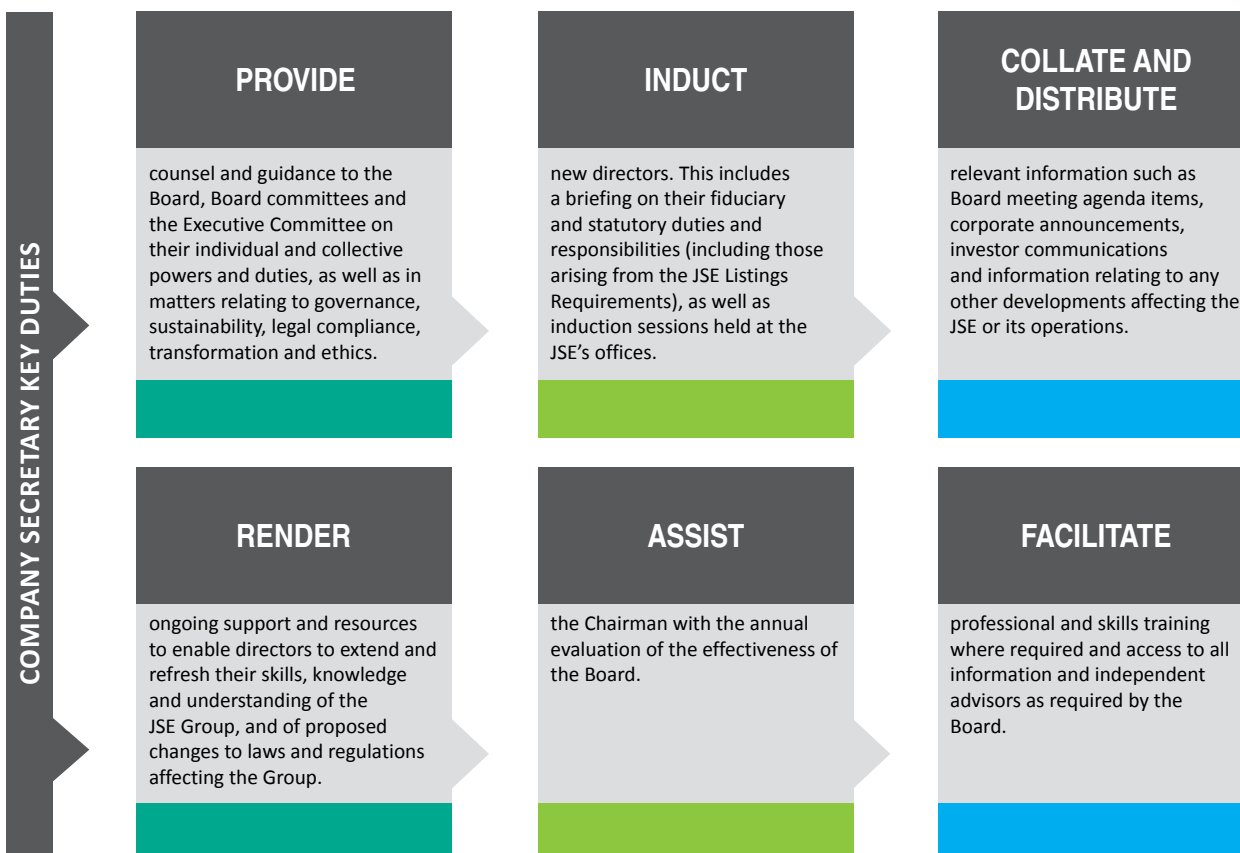 COMPANY SECRETARY KEY DUTIES
PROVIDE
counsel and guidance to the
Board, Board committees and
the Executive Committee on
their individual and collective
powers and duties, as well as in
matters relating to governance,
sustainability, legal compliance,
transformation and ethics.
INDUCT
new directors. This includes
a briefing on their fiduciary
and statutory duties and
responsibilities (including those
arising from the JSE Listings
Requirements), as well as
induction sessions held at the
JSE’s offices.
COLLATE AND
DISTRIBUTE
relevant information such as
Board meeting agenda items,
corporate announcements,
investor communications
and information relating to any
other developments affecting the
JSE or its operations.
RENDER
ongoing support and resources
to enable directors to extend and
refresh their skills, knowledge
and understanding of the
JSE Group, and of proposed
changes to laws and regulations
affecting the Group.
ASSIST
the Chairman with the annual
evaluation of the effectiveness of
the Board.
FACILITATE
professional and skills training
where required and access to all
information and independent
advisors as required by the
Board.